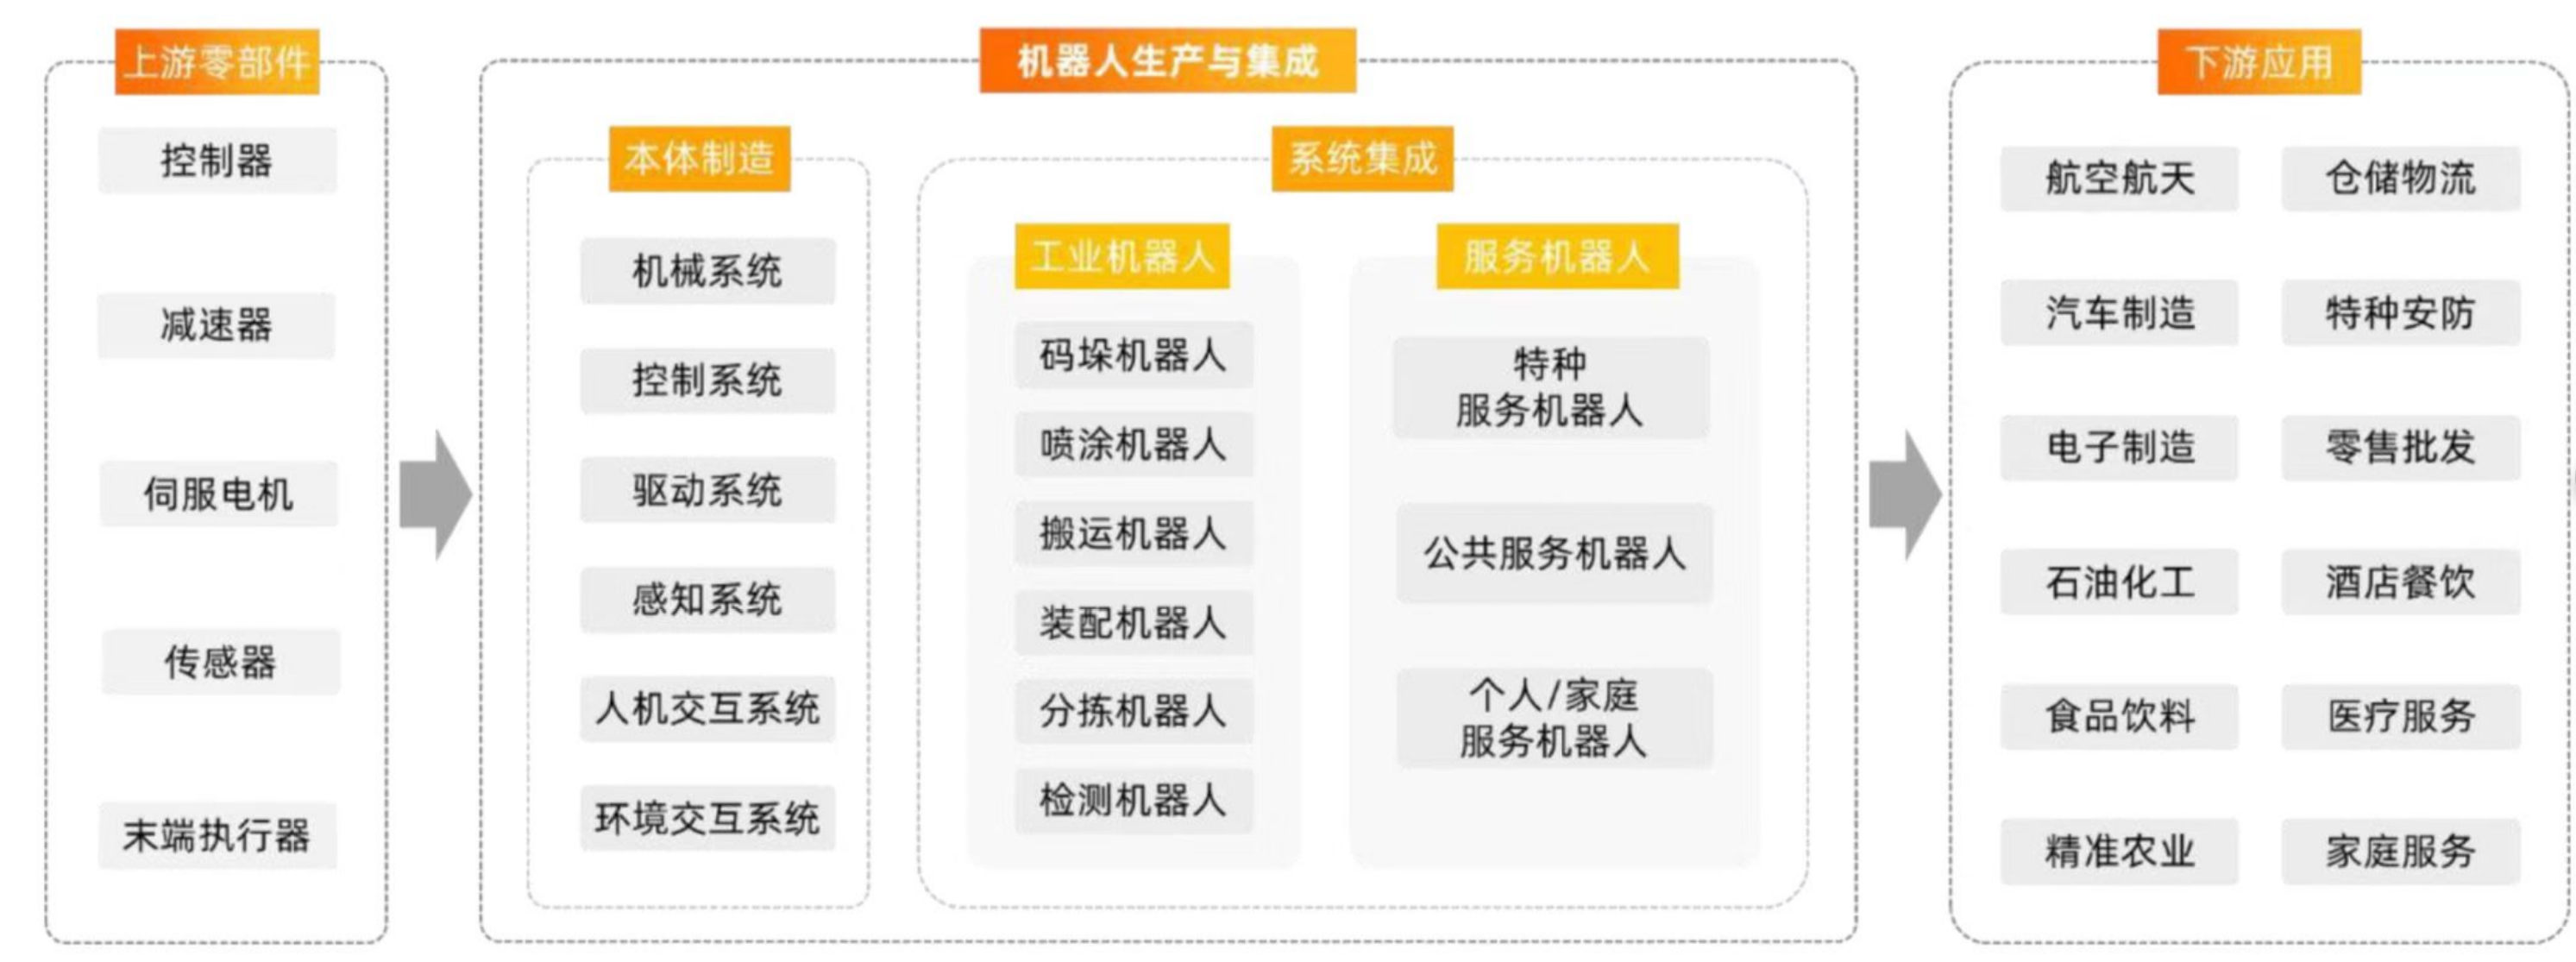 上游零部件
控制器
减速器
伺服电机
传感器
末端执行器
机器人生产与集成
本体制造
机械系统
控制系统
驱动系统
感知系统
人机交互系统
环境交互系统
系统集成
工业机器人
码垛机器人
喷涂机器人
搬运机器人
装配机器人
分拣机器人
检测机器人
服务机器人
特种
服务机器人
公共服务机器人
个人/家庭
服务机器人
下游应用
航空航天
仓储物流
汽车制造
特种安防
电子制造
零售批发
石油化工
酒店餐饮
食品饮料
医疗服务
精准农业
家庭服务